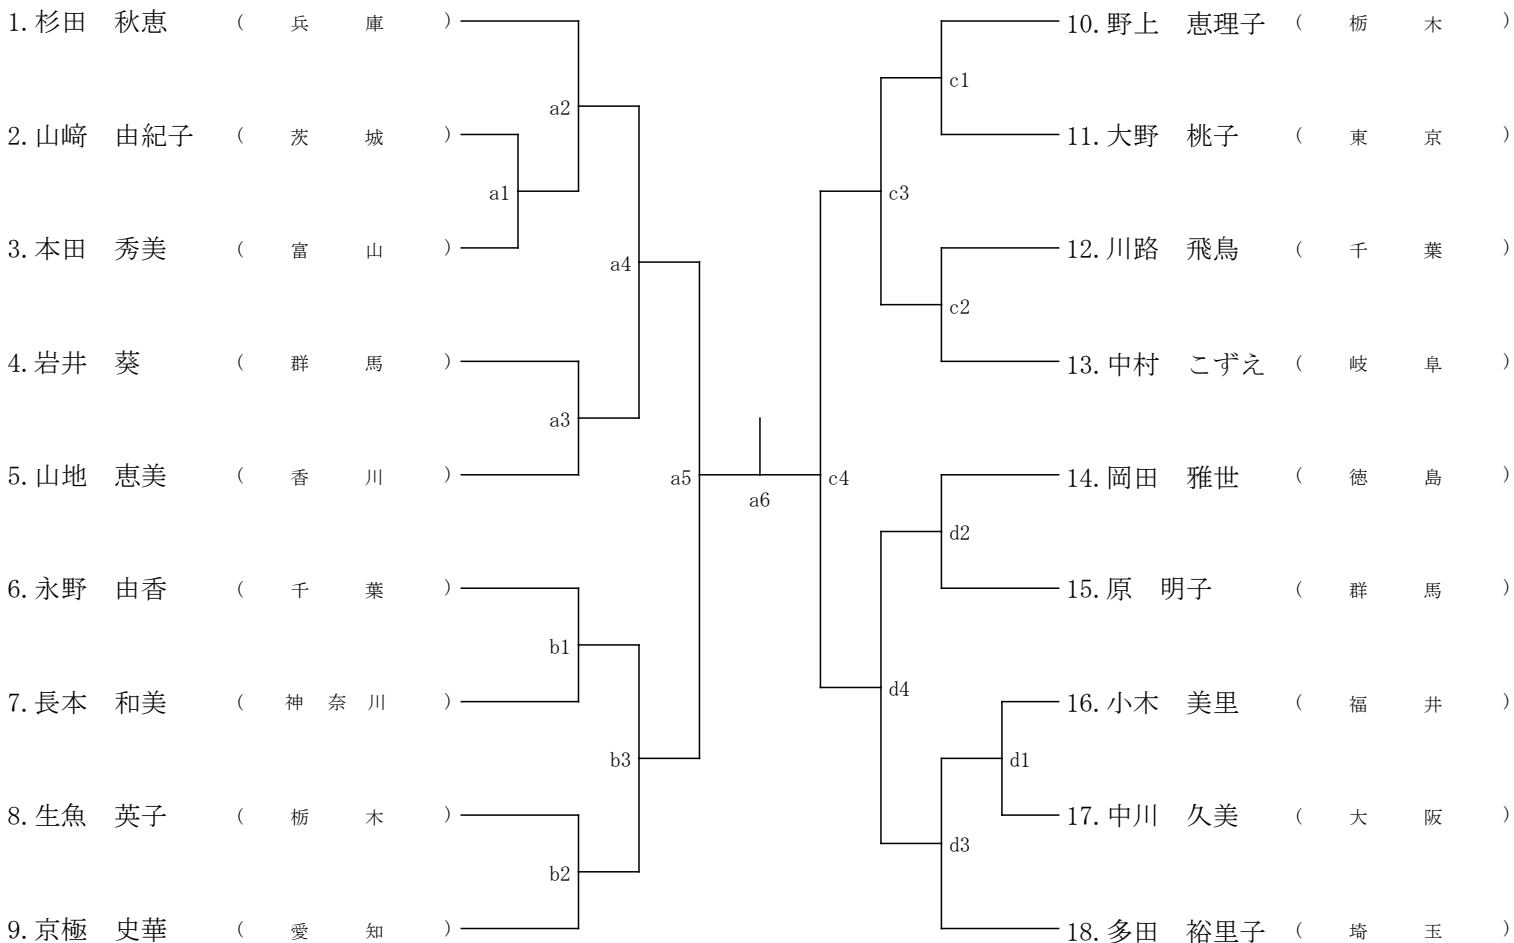 1.杉田　秋恵　（　兵　庫　）
2.山﨑　由紀子　（　茨　城　）
3.本田　秀美　（　富　山　）
4.岩井　葵　（　群　馬　）
5.山地　恵美　（　香　川　）
6.永野　由香　（　千　葉　）
7.長本　和美　（　神　奈　川　）
8.生魚　英子　（　栃　木　）
9.京極　史華　（　愛　知　）
a1
a2
a3
a4
b1
b2
b3
a5
a6
c4
c3
d4
c1
c2
d2
d3
d1
10.野上　恵理子　（　栃　木　）
11.大野　桃子　（　東　京　）
12.川路　飛鳥　（　千　葉　）
13.中村　こずえ　（　岐　阜　）
14.岡田　雅世　（　徳　島　）
15.原　明子　（　群　馬　）
16.小木　美里　（　福　井　）
17.中川　久美　（　大　阪　）
18.多田　裕里子　（　埼　玉　）